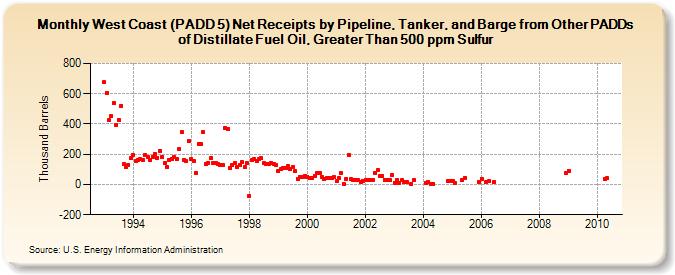 Monthly West Coast (PADD 5) Net Receipts by Pipeline, Tanker, and Barge from Other PADDs
of Distillate Fuel Oil, Greater Than 500 ppm Sulfur
Thousand Barrels
800
600
400
200
0
-200
1994 1996 1998 2000 2002 2004 2006 2008 2010
Source: U.S. Energy Information Administration